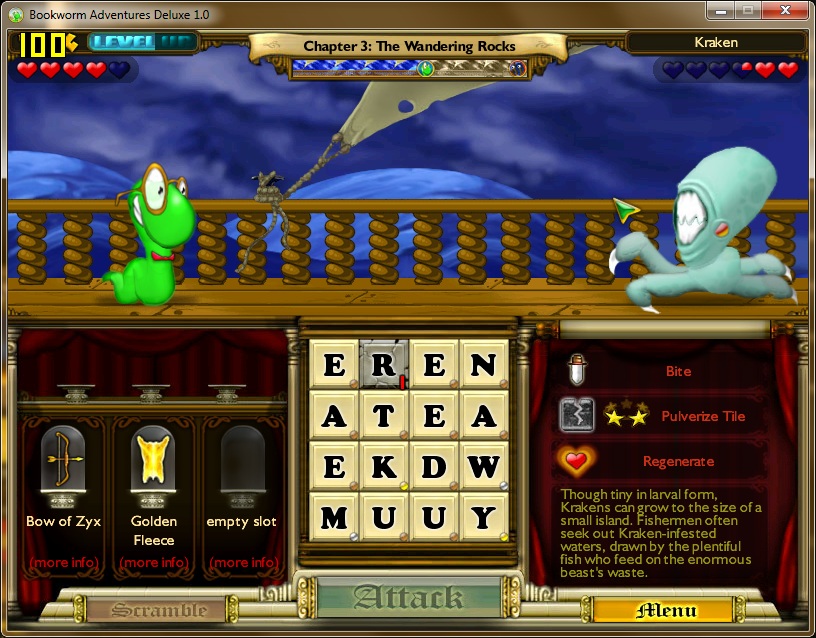 Bookworm Adventures Deluxe 1.0
100
LEVEL UP
Chapter 3: The Wandering Rocks
Kraken
E R E N
A T E A
E K D W
M U U Y
Bow of Zyx
(more info)
Golden
Fleece
(more info)
empty slot
(more info)
Bite
Pulverize Tile
Regenerate
Though tiny in larval form,
Krakens can grow to the size of a
small island. Fishermen often
seek out Kraken-infested
waters, drawn by the plentiful
fish who feed on the enormous
beast's waste.
Scramble
Attack
Menu